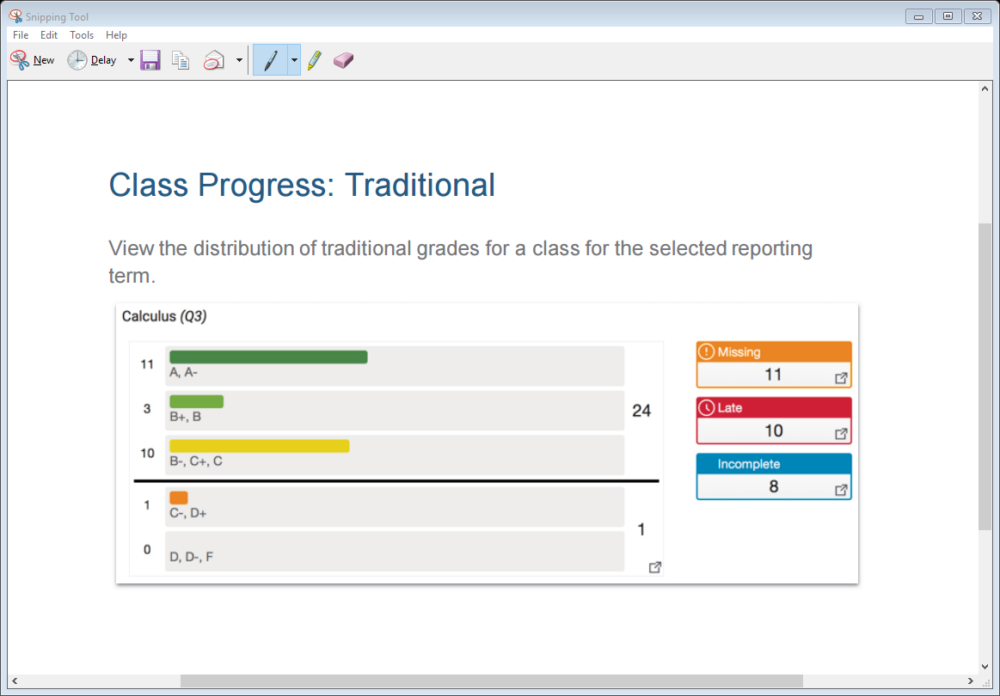 Snipping Tool
File Edit Tools Help
New Delay
Class Progress: Traditional
View the distribution of traditional grades for a class for the selected reporting
term.
Calculus (Q3)
11
A, A-
3
B+, B
10
B-, C+, C
24
1
C-, D+
0
D, D-, F
1
Missing
11
Late
10
Incomplete
8